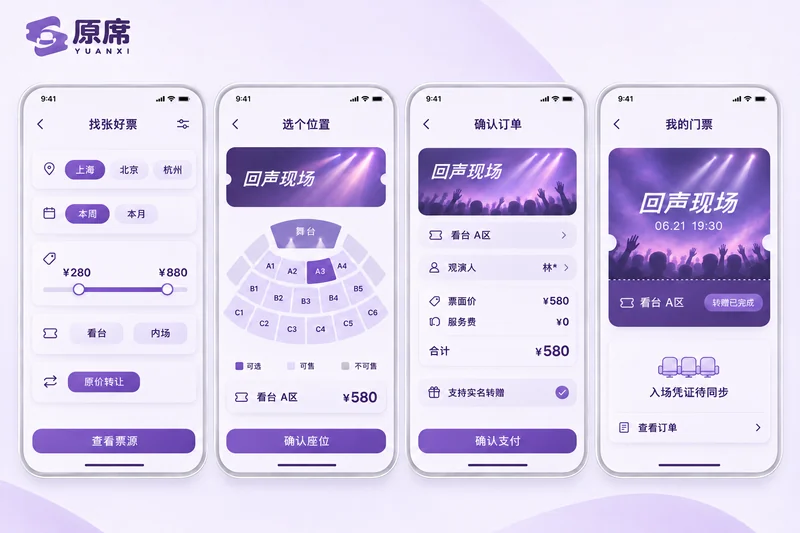 原席
YUANXI
9:41
找张好票
上海 北京 杭州
本周 本月
¥280 ¥880
看台 内场
原价转让
查看票源
9:41
选个位置
回声现场
舞台
A1 A2 A3 A4
B1 B2 B3 B4 B5
C1 C2 C3 C4 C5 C6
可选 可售 不可售
看台 A区 ¥580
确认座位
9:41
确认订单
回声现场
看台 A区
观演人 林*
票面价 ¥580
服务费 ¥0
合计 ¥580
支持实名转赠
确认支付
9:41
我的门票
回声现场
06.21 19:30
看台 A区 转赠已完成
入场凭证待同步
查看订单